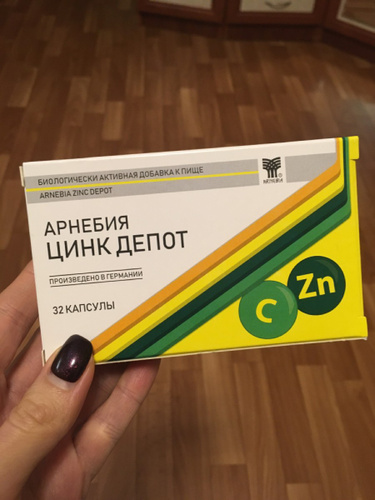 БИОЛОГИЧЕСКИ АКТИВНАЯ ДОБАВКА К ПИЩЕ
ARNEBIA ZINC DEPOT
АРНЕБИЯ
ЦИНК ДЕПОТ
ПРОИЗВЕДЕНО В ГЕРМАНИИ
32 КАПСУЛЫ
C
Zn